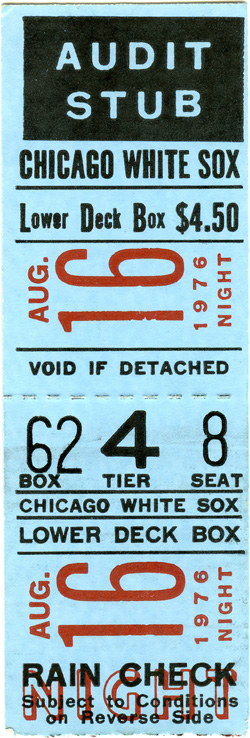 AUDIT
STUB
CHICAGO WHITE SOX
Lower Deck Box $4.50
AUG. 16 1976 NIGHT
VOID IF DETACHED
62 4 8
BOX TIER SEAT
CHICAGO WHITE SOX
LOWER DECK BOX
AUG. 16 1976 NIGHT
RAIN CHECK
NIGHT
Subject to Conditions
on Reverse Side